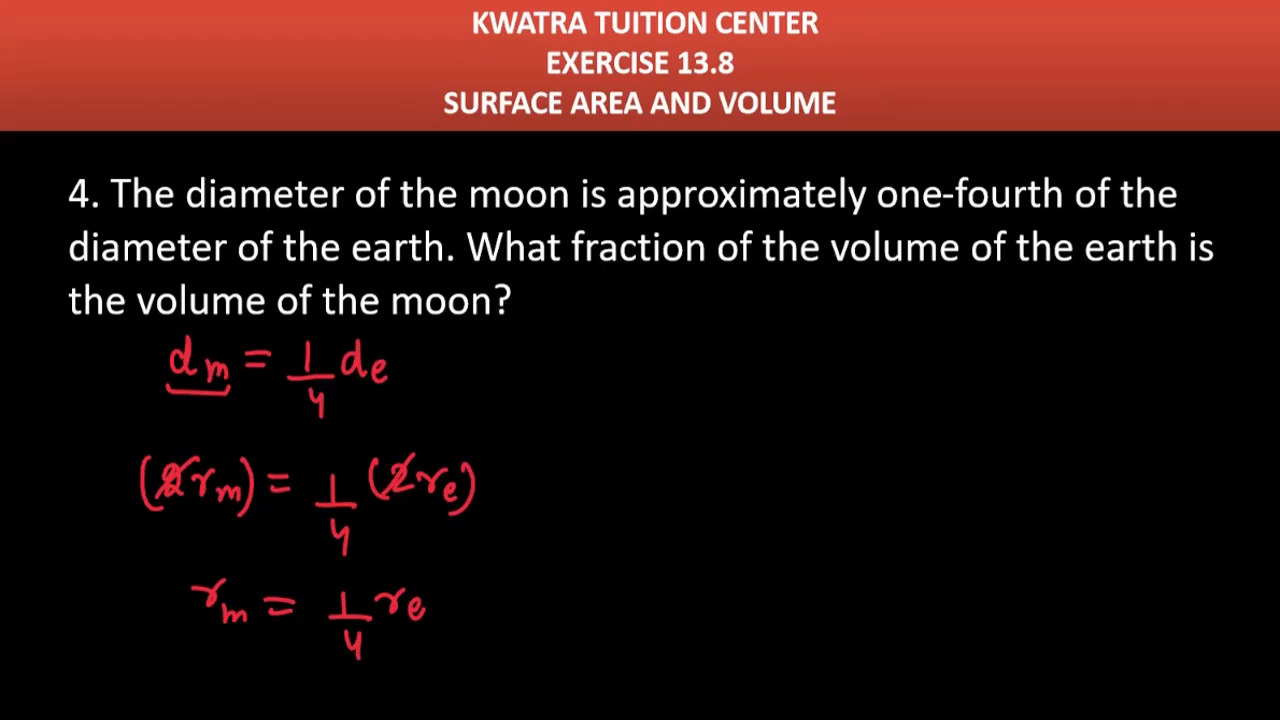 KWATRA TUITION CENTER
EXERCISE 13.8
SURFACE AREA AND VOLUME
4. The diameter of the moon is approximately one-fourth of the
diameter of the earth. What fraction of the volume of the earth is
the volume of the moon?
dm = 1/4 de
(2rm) = 1/4 (2re)
rm = 1/4 re